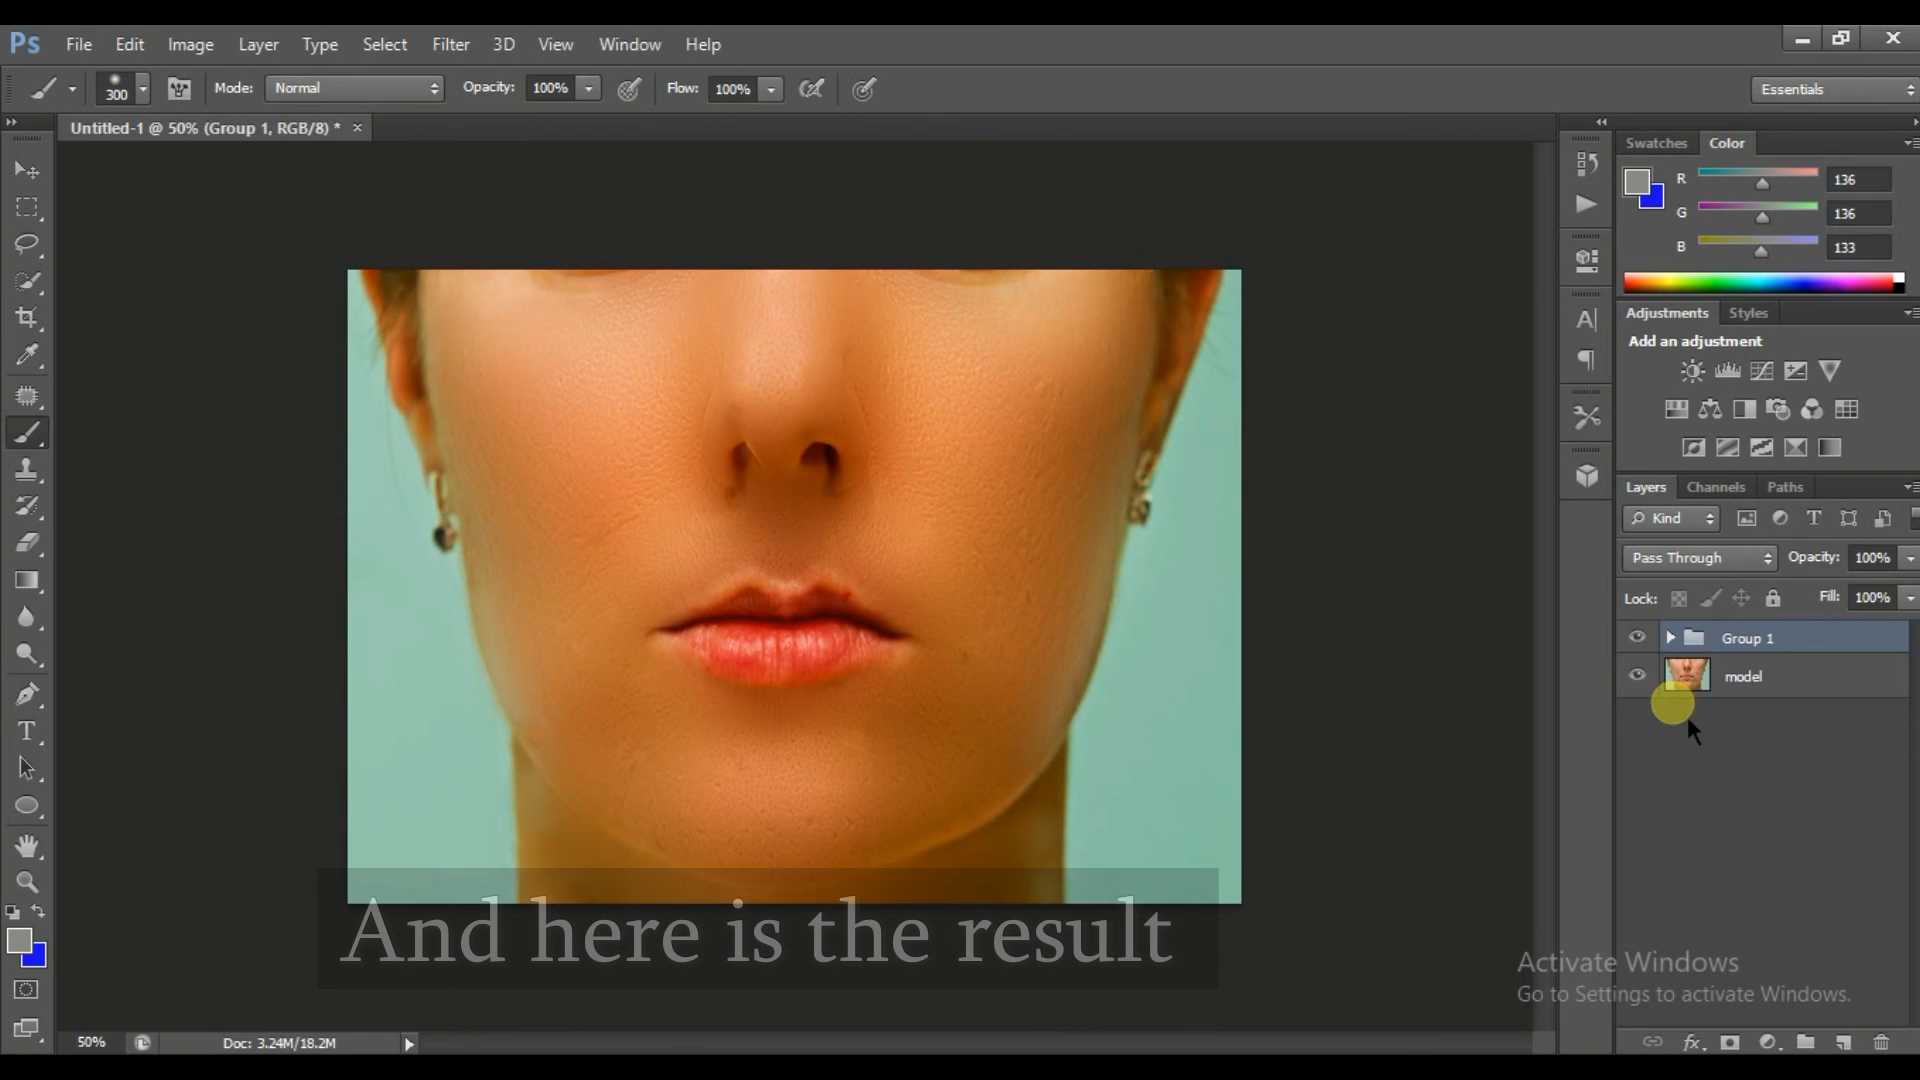 Ps File Edit Image Layer Type Select Filter 3D View Window Help
300 Mode: Normal Opacity: 100% Flow: 100% Essentials
Untitled-1 @ 50% (Group 1, RGB/8) * ×
Swatches Color
R 136
G 136
B 133
Adjustments Styles
Add an adjustment
Layers Channels Paths
Kind
Pass Through Opacity: 100%
Lock: Fill: 100%
Group 1
model
And here is the result
Activate Windows
Go to Settings to activate Windows.
50% Doc: 3.24M/18.2M
fx